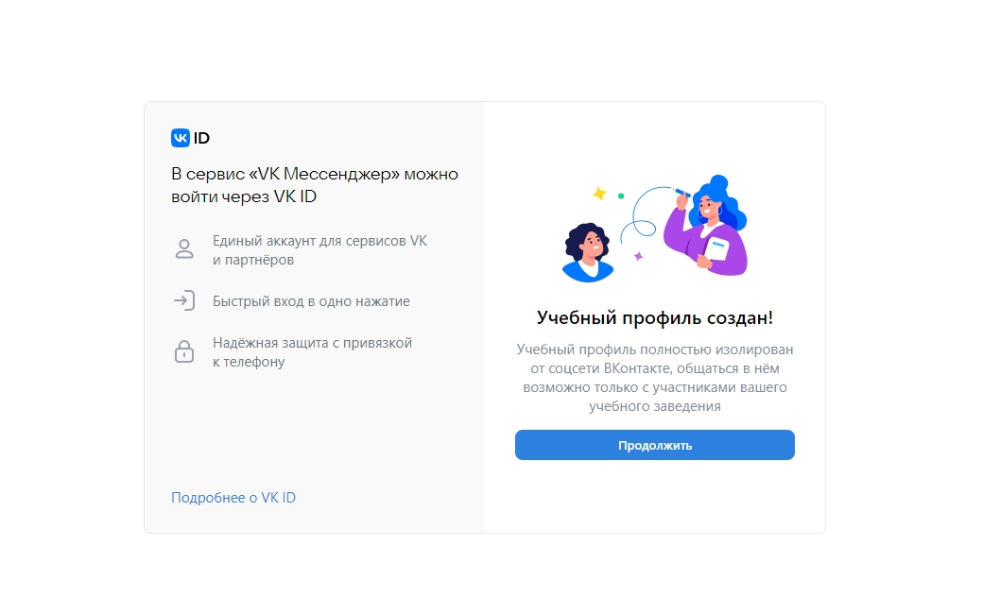 VK ID
В сервис «VK Мессенджер» можно
войти через VK ID
Единый аккаунт для сервисов VK
и партнёров
Быстрый вход в одно нажатие
Надёжная защита с привязкой
к телефону
Подробнее о VK ID
Учебный профиль создан!
Учебный профиль полностью изолирован
от соцсети ВКонтакте, общаться в нём
возможно только с участниками вашего
учебного заведения
Продолжить